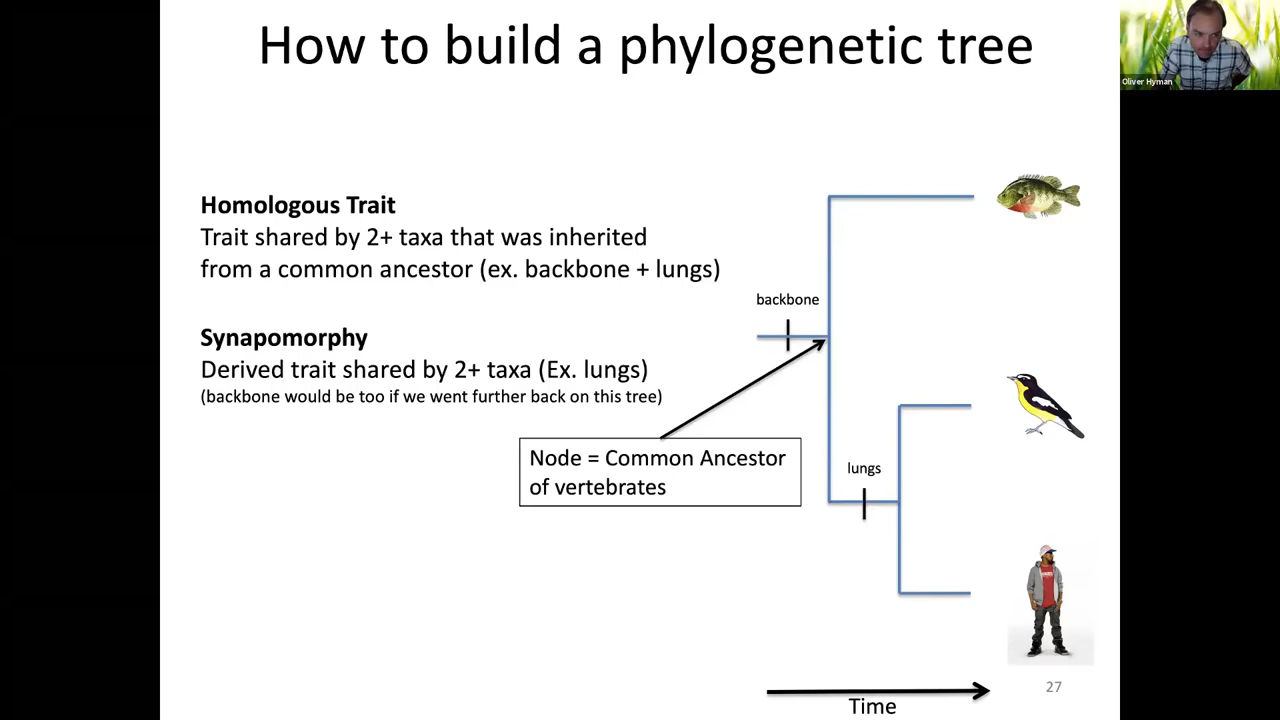 How to build a phylogenetic tree
Oliver Hyman
Homologous Trait
Trait shared by 2+ taxa that was inherited
from a common ancestor (ex. backbone + lungs)
backbone
Synapomorphy
Derived trait shared by 2+ taxa (Ex. lungs)
(backbone would be too if we went further back on this tree)
Node = Common Ancestor
of vertebrates
lungs
Time
27